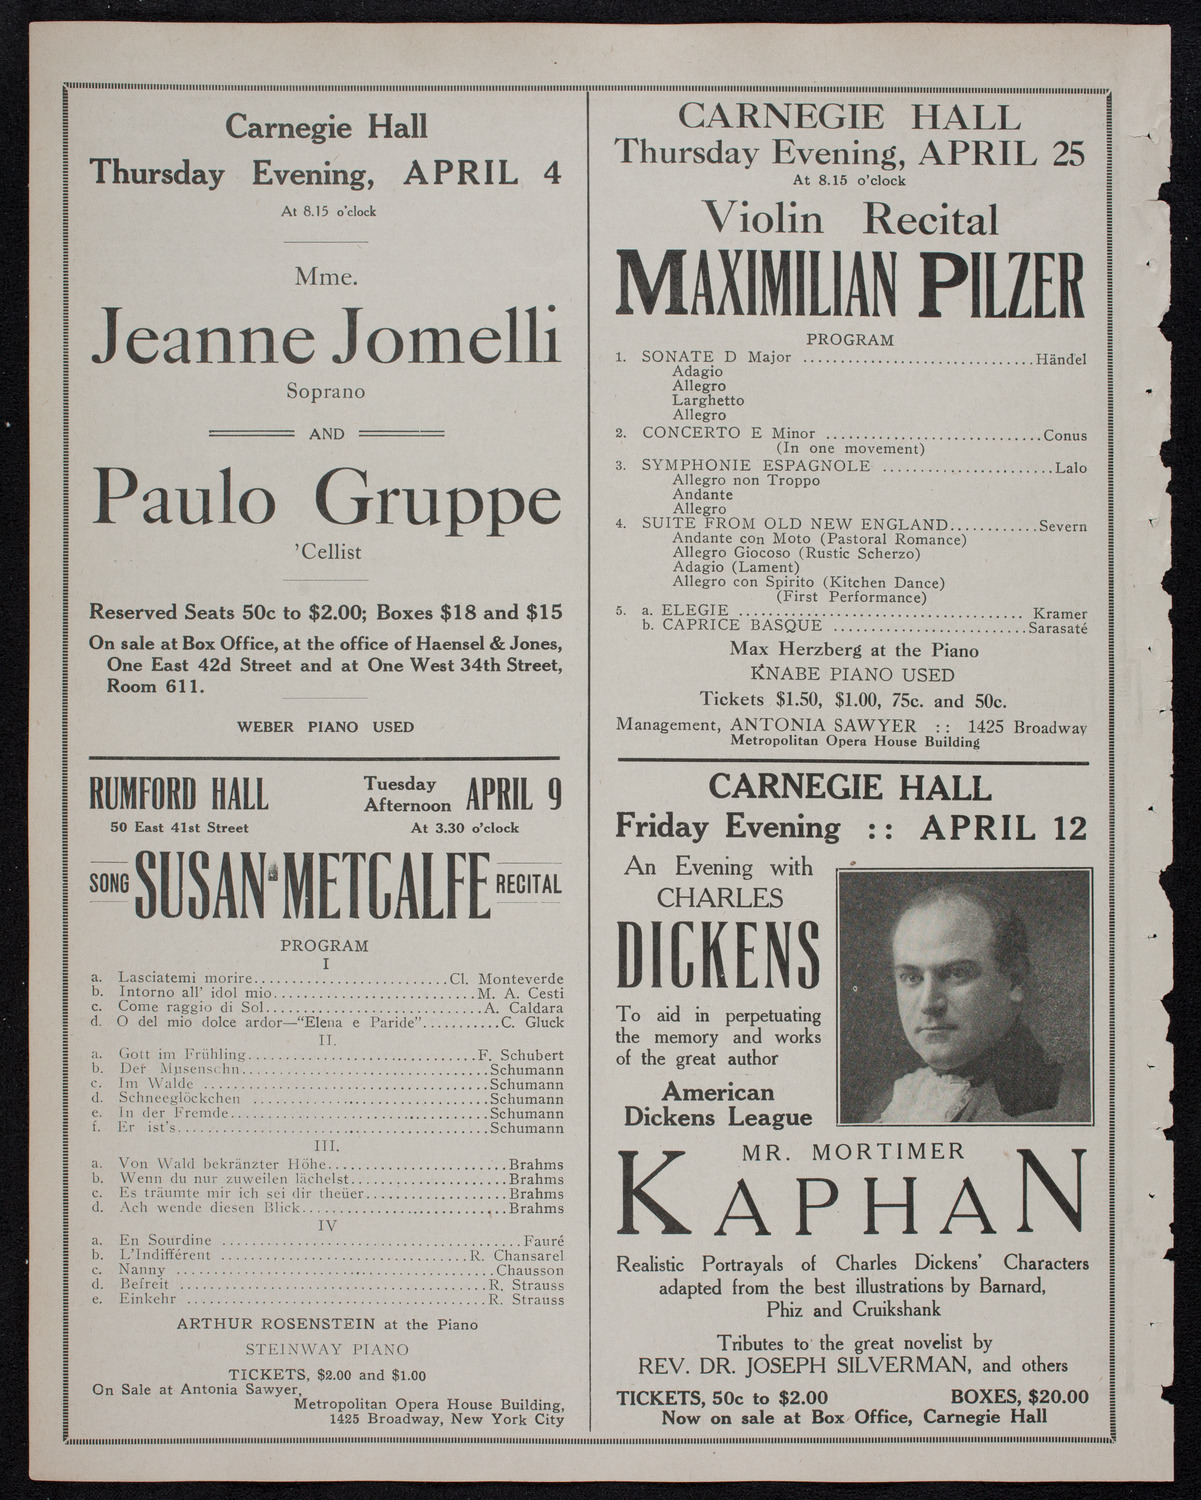 Carnegie Hall
Thursday Evening, APRIL 4
At 8.15 o'clock
Mme.
Jeanne Jomelli
Soprano
AND
Paulo Gruppe
'Cellist
Reserved Seats 50c to $2.00; Boxes $18 and $15
On sale at Box Office, at the office of Haensel & Jones,
One East 42d Street and at One West 34th Street,
Room 611.
WEBER PIANO USED
RUMFORD HALL
50 East 41st Street
Tuesday
Afternoon APRIL 9
At 3.30 o'clock
SONG SUSAN METCALFE RECITAL
PROGRAM
I
a. Lasciatemi morire..........Cl. Monteverde
b. Intorno all' idol mio..........M. A. Cesti
c. Come raggio di Sol..........A. Caldara
d. O del mio dolce ardor—"Elena e Paride"..........C. Gluck
II.
a. Gott im Frühling..........F. Schubert
b. Der Musensohn..........Schumann
c. Im Walde ..........Schumann
d. Schneeglöckchen ..........Schumann
e. In der Fremde..........Schumann
f. Er ist's..........Schumann
III.
a. Von Wald bekränzter Höhe..........Brahms
b. Wenn du nur zuweilen lächelst..........Brahms
c. Es träumte mir ich sei dir theüer..........Brahms
d. Ach wende diesen Blick..........Brahms
IV
a. En Sourdine ..........Fauré
b. L'Indifférent ..........R. Chansarel
c. Nanny ..........Chausson
d. Befreit ..........R. Strauss
e. Einkehr ..........R. Strauss
ARTHUR ROSENSTEIN at the Piano
STEINWAY PIANO
TICKETS, $2.00 and $1.00
On Sale at Antonia Sawyer,
Metropolitan Opera House Building,
1425 Broadway, New York City
CARNEGIE HALL
Thursday Evening, APRIL 25
At 8.15 o'clock
Violin Recital
MAXIMILIAN PILZER
PROGRAM
1. SONATE D Major ..........Händel
Adagio
Allegro
Larghetto
Allegro
2. CONCERTO E Minor ..........Conus
(In one movement)
3. SYMPHONIE ESPAGNOLE ..........Lalo
Allegro non Troppo
Andante
Allegro
4. SUITE FROM OLD NEW ENGLAND..........Severn
Andante con Moto (Pastoral Romance)
Allegro Giocoso (Rustic Scherzo)
Adagio (Lament)
Allegro con Spirito (Kitchen Dance)
(First Performance)
5. a. ELEGIE .......... Kramer
b. CAPRICE BASQUE ..........Sarasaté
Max Herzberg at the Piano
KNABE PIANO USED
Tickets $1.50, $1.00, 75c. and 50c.
Management, ANTONIA SAWYER :: 1425 Broadway
Metropolitan Opera House Building
CARNEGIE HALL
Friday Evening :: APRIL 12
An Evening with
CHARLES
DICKENS
To aid in perpetuating
the memory and works
of the great author
American
Dickens League
MR. MORTIMER
KAPHAN
Realistic Portrayals of Charles Dickens' Characters
adapted from the best illustrations by Barnard,
Phiz and Cruikshank
Tributes to the great novelist by
REV. DR. JOSEPH SILVERMAN, and others
TICKETS, 50c to $2.00 BOXES, $20.00
Now on sale at Box Office, Carnegie Hall